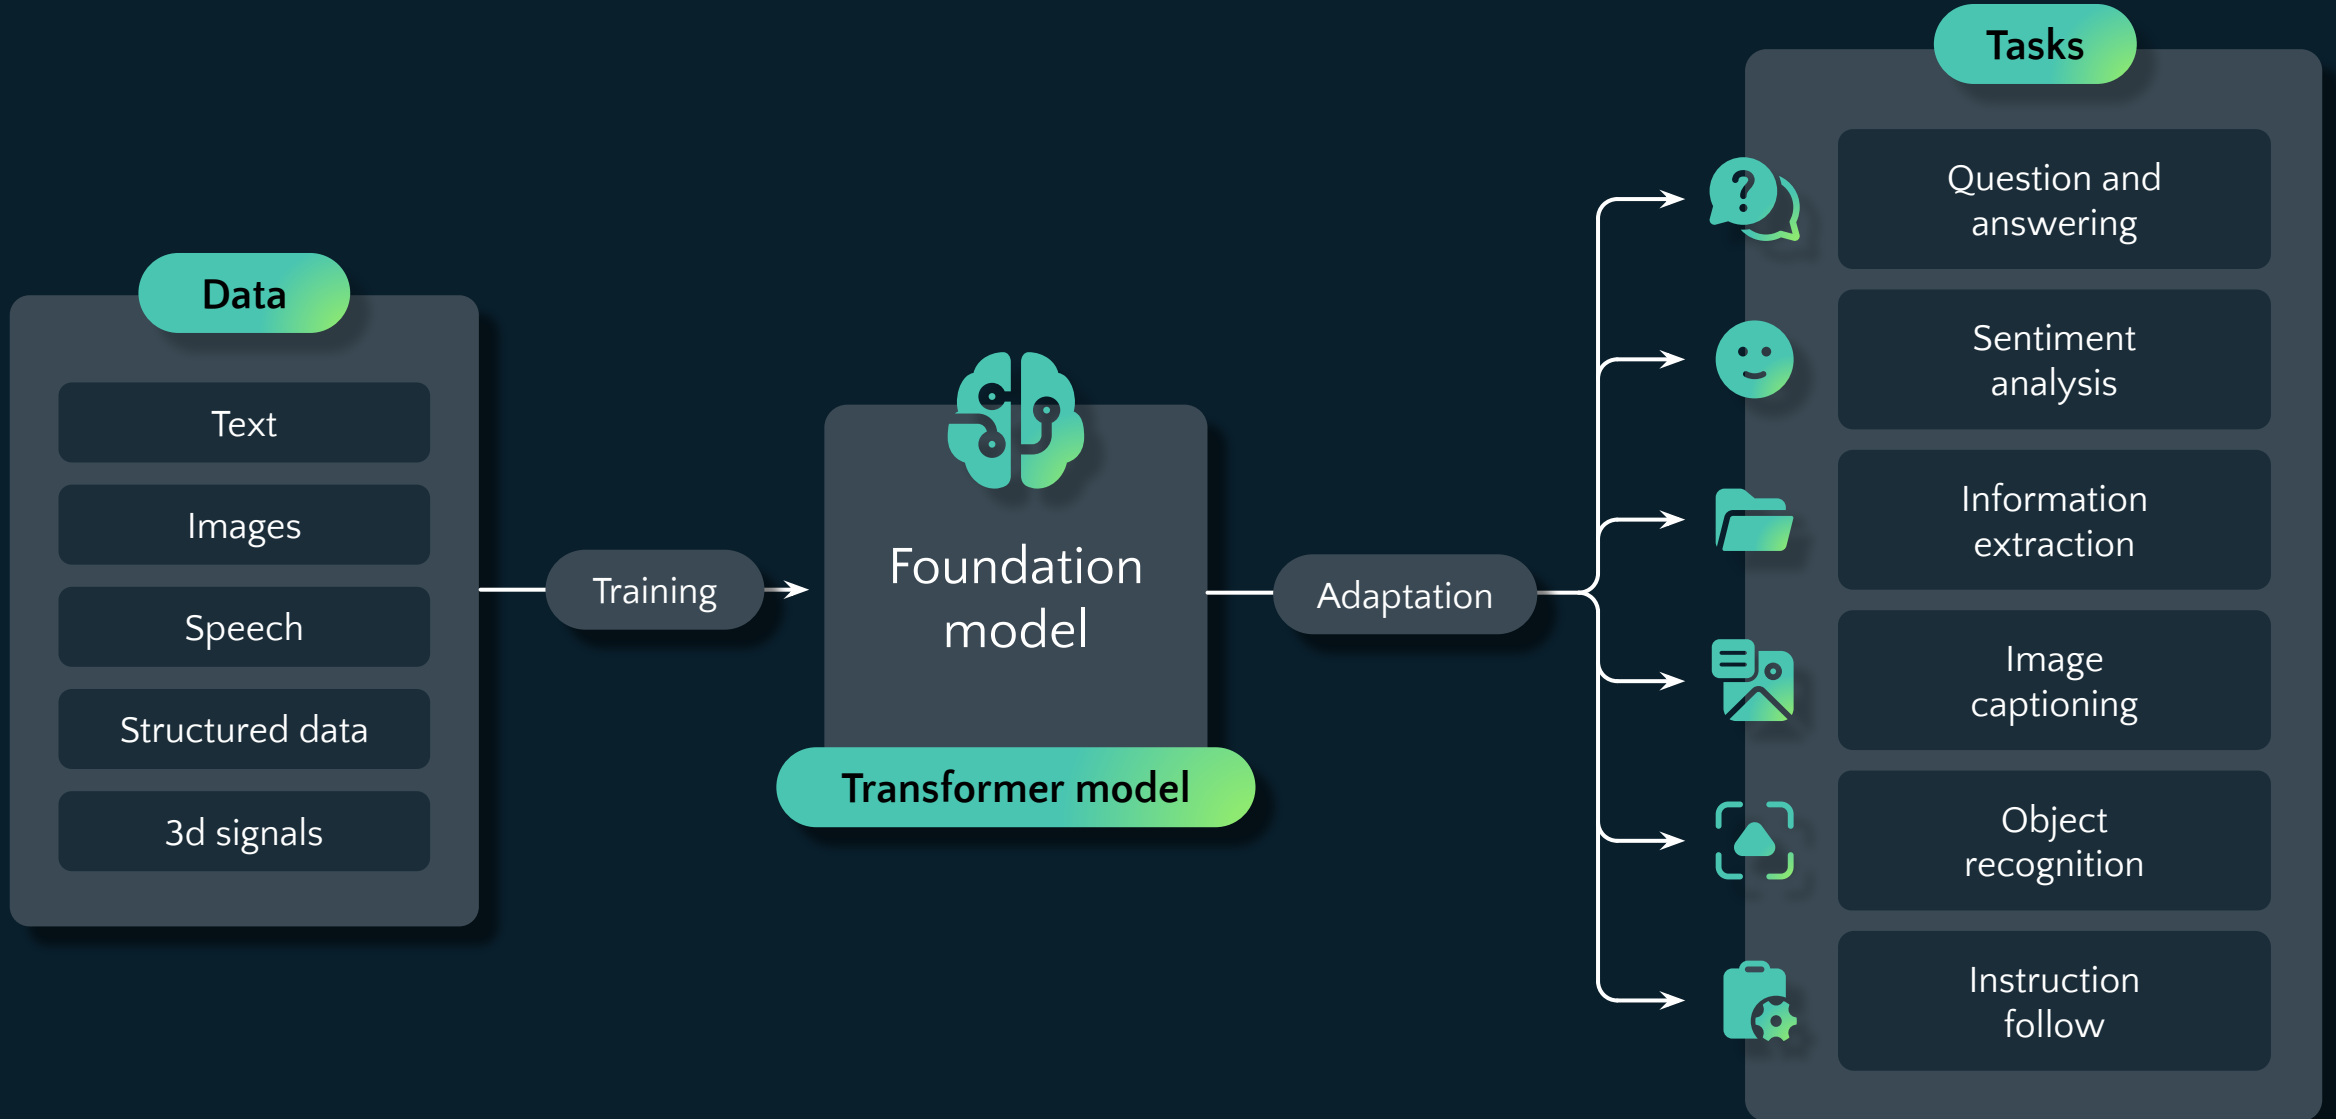 Data
Text
Images
Speech
Structured data
3d signals
Training
Foundation
model
Transformer model
Adaptation
Tasks
Question and
answering
Sentiment
analysis
Information
extraction
Image
captioning
Object
recognition
Instruction
follow